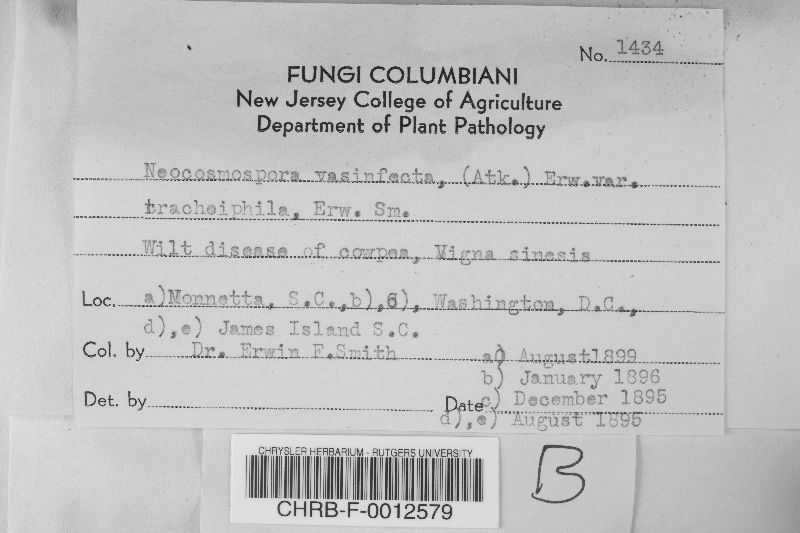 No. 1434
FUNGI COLUMBIANI
New Jersey College of Agriculture
Department of Plant Pathology
Neocosmospora vasinfecta, (Atk.) Erw.var.
tracheiphila, Erw. Sm.
Wilt disease of cowpea, Vigna sinesis
Loc. a)Monnetta, S.C.,b),6), Washington, D.C.,
d),e) James Island S.C.
Col. by Dr. Erwin F.Smith a) August1899
b) January 1896
Det. by Date c) December 1895
d),e) August 1895
CHRYSLER HERBARIUM - RUTGERS UNIVERSITY
CHRB-F-0012579
B